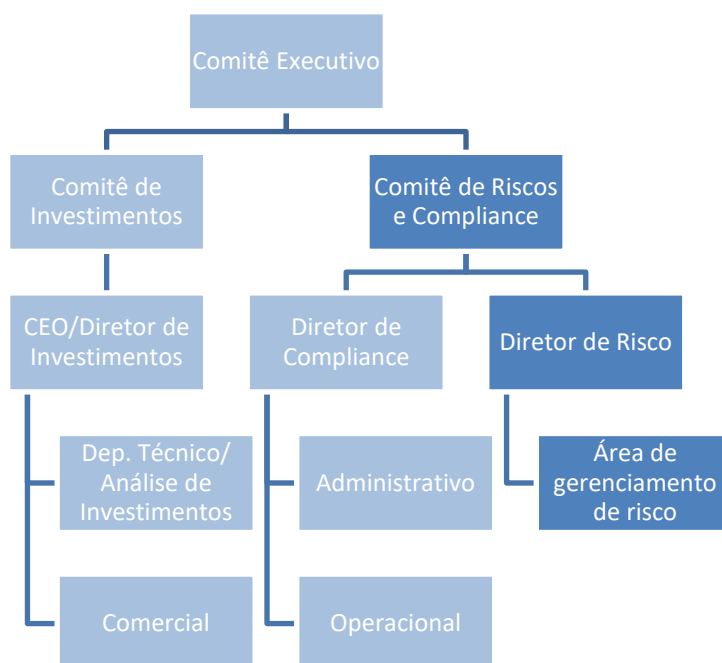 Comitê Executivo
Comitê de
Investimentos
Comitê de Riscos
e Compliance
CEO/Diretor de
Investimentos
Diretor de
Compliance
Diretor de Risco
Dep. Técnico/
Análise de
Investimentos
Administrativo
Área de
gerenciamento
de risco
Comercial
Operacional